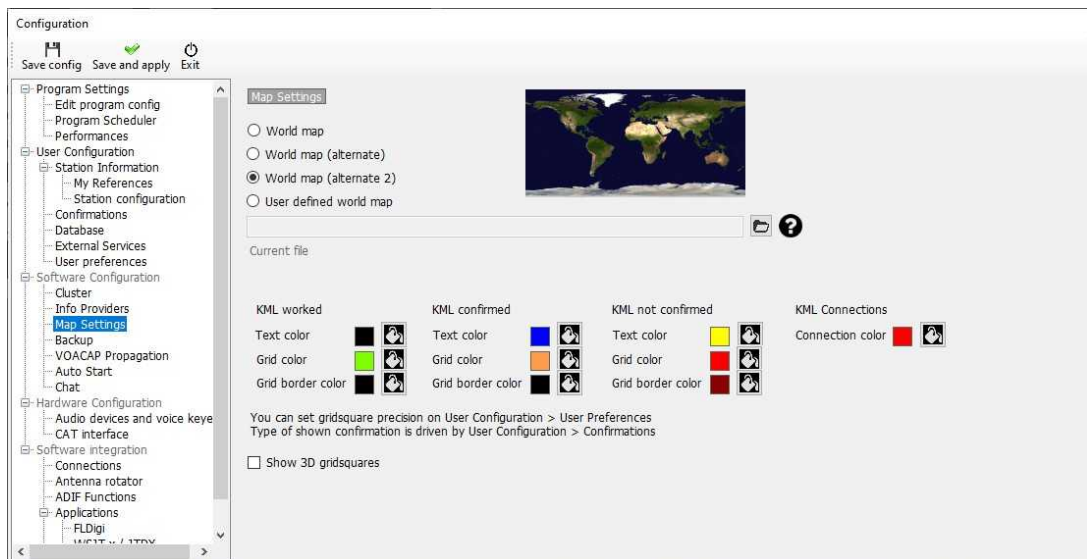 Configuration
Save config Save and apply Exit
Program Settings
Edit program config
Program Scheduler
Performances
User Configuration
Station Information
My References
Station configuration
Confirmations
Database
External Services
User preferences
Software Configuration
Cluster
Info Providers
Map Settings
Backup
VOACAP Propagation
Auto Start
Chat
Hardware Configuration
Audio devices and voice keye
CAT interface
Software integration
Connections
Antenna rotator
ADIF Functions
Applications
FLDigi
WSJT-x / JTDX
Map Settings
World map
World map (alternate)
World map (alternate 2)
User defined world map
Current file
KML worked KML confirmed KML not confirmed KML Connections
Text color Text color Text color Connection color
Grid color Grid color Grid color
Grid border color Grid border color Grid border color
You can set gridsquare precision on User Configuration > User Preferences
Type of shown confirmation is driven by User Configuration > Confirmations
Show 3D gridsquares